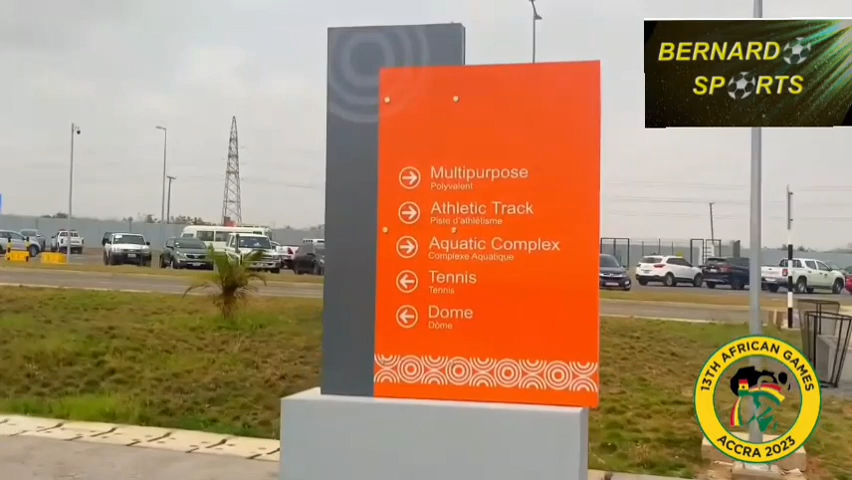 BERNARD
SPORTS
Multipurpose
Polyvalent
Athletic Track
Piste d'athlétisme
Aquatic Complex
Complexe Aquatique
Tennis
Tennis
Dome
Dôme
13TH AFRICAN GAMES
ACCRA 2023